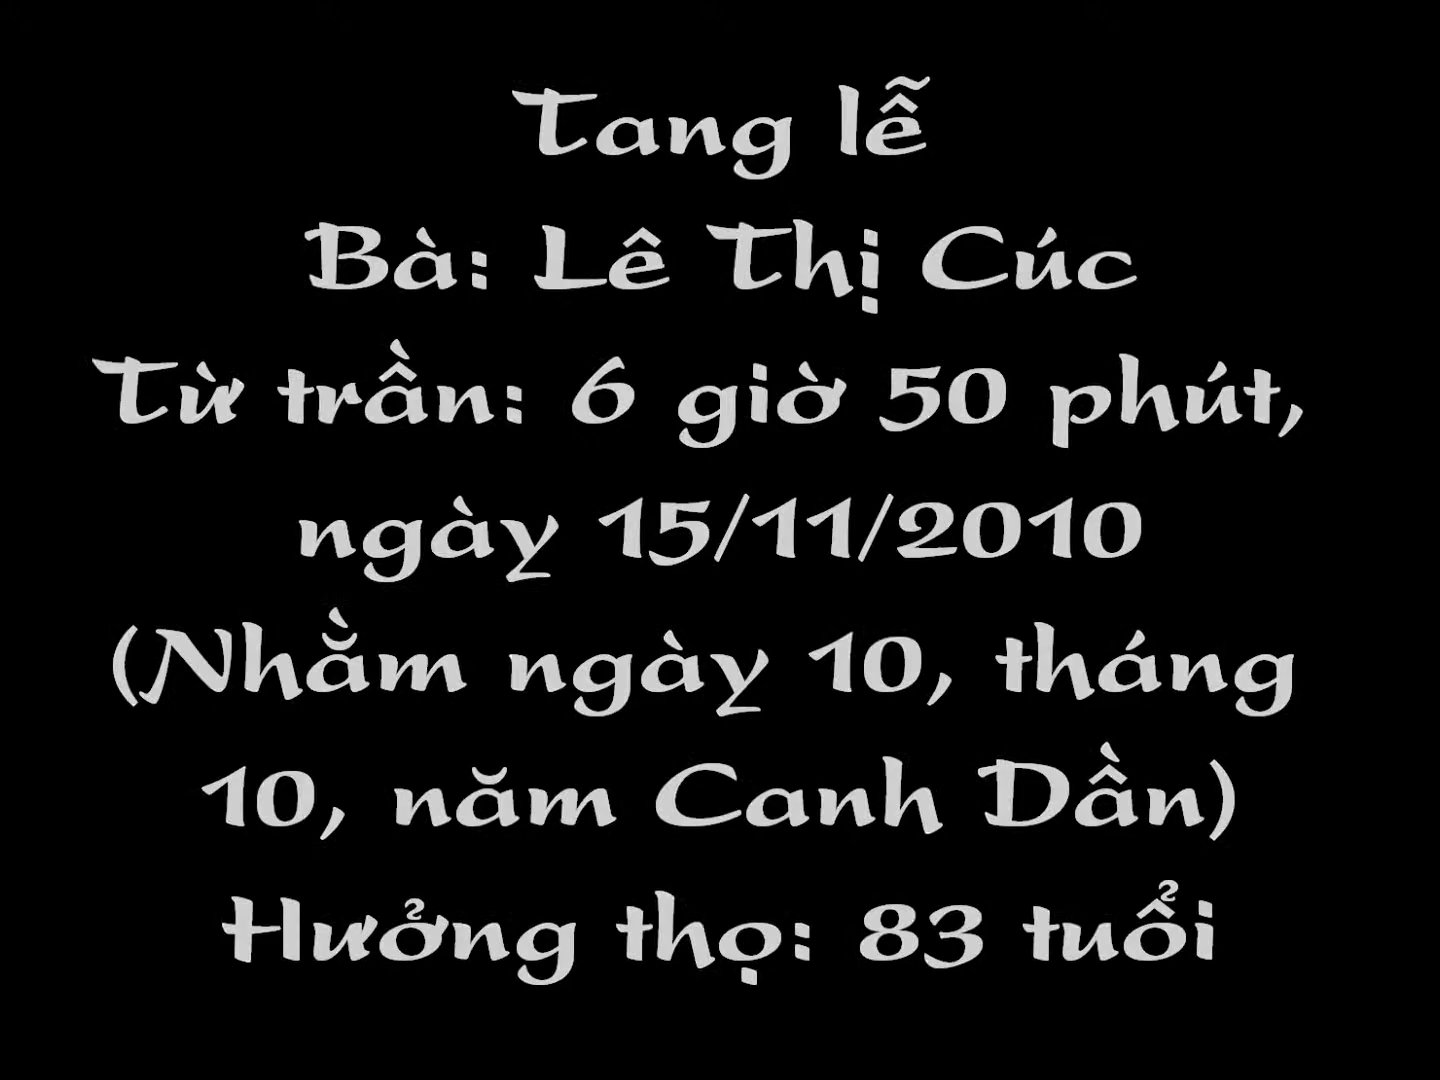 Tang lễ
Bà: Lê Thị Cúc
Từ trần: 6 giờ 50 phút,
ngày 15/11/2010
(Nhằm ngày 10, tháng
10, năm Canh Dần)
Hưởng thọ: 83 tuổi